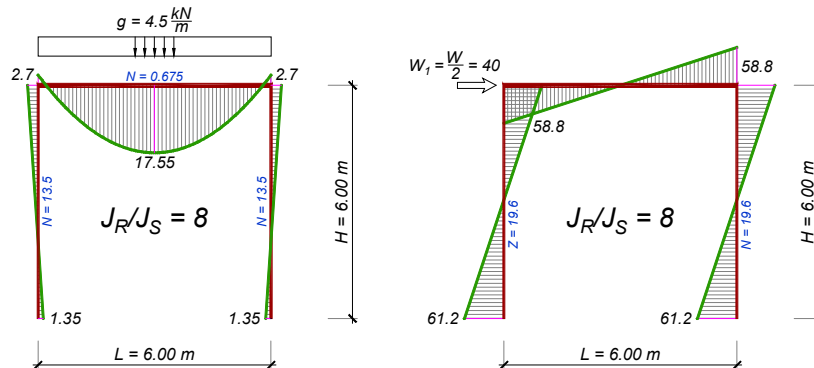 g = 4.5 kN/m
2.7 N = 0.675 2.7
17.55
N = 13.5
N = 13.5
J_R/J_S = 8
H = 6.00 m
1.35 1.35
L = 6.00 m
W_1 = W/2 = 40
58.8
58.8
Z = 19.6
N = 19.6
J_R/J_S = 8
H = 6.00 m
61.2 61.2
L = 6.00 m